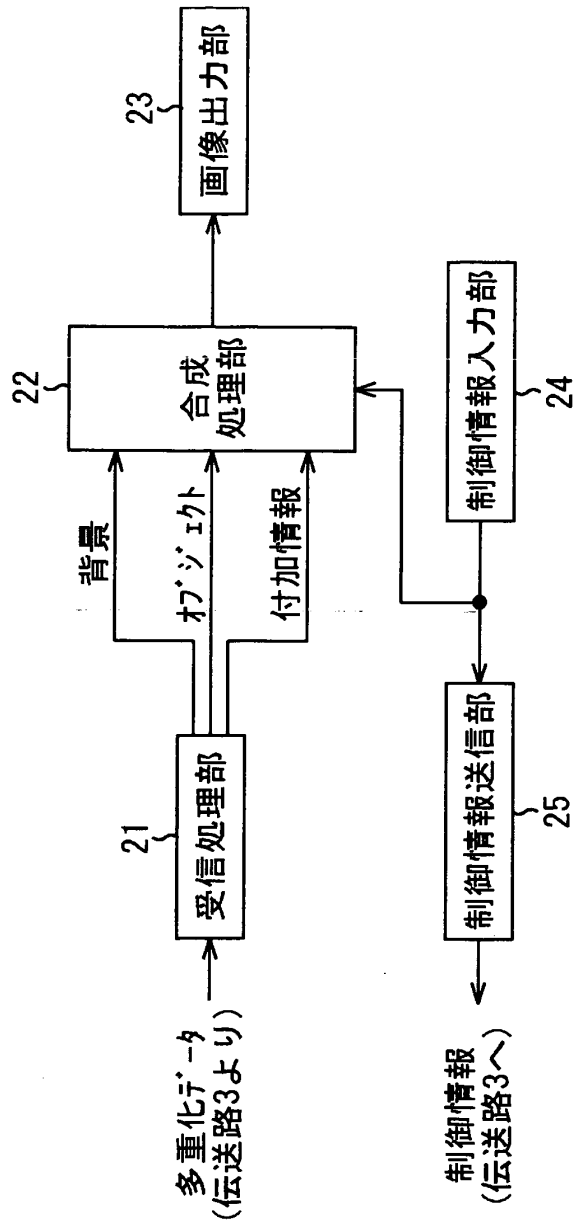 多重化データ
(伝送路3より)
21
受信処理部
背景
オブジェクト
付加情報
22
合成
処理部
23
画像出力部
24
制御情報入力部
25
制御情報送信部
制御情報
(伝送路3へ)